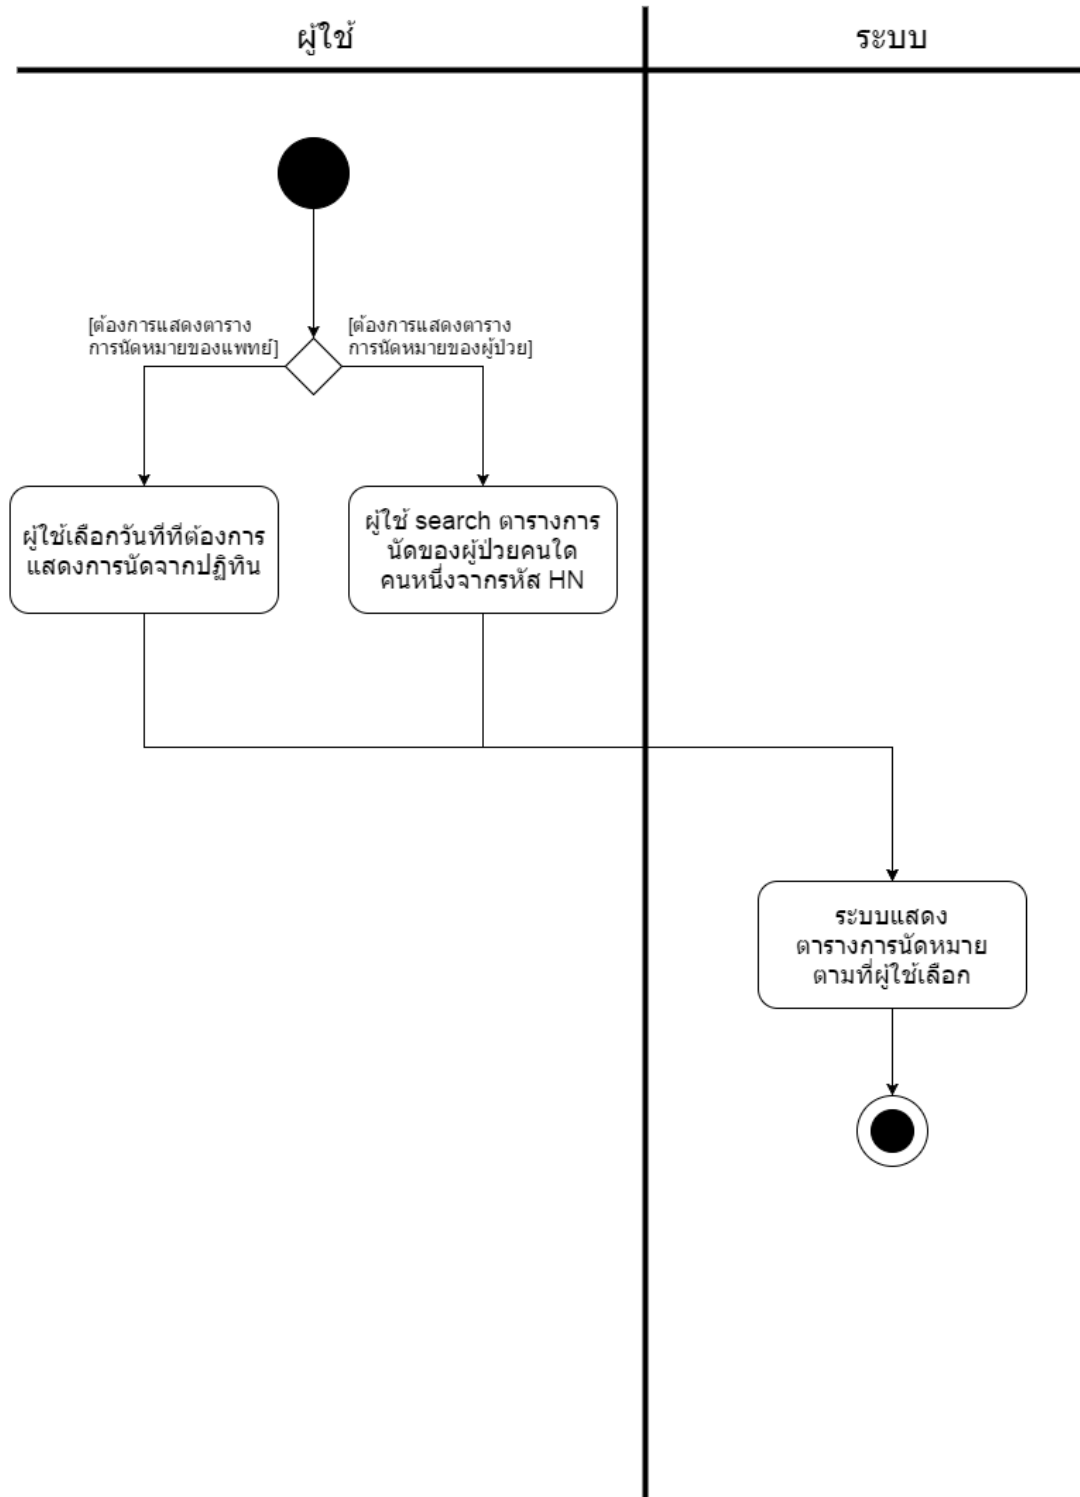 ผู้ใช้
ระบบ
[ต้องการแสดงตาราง
การนัดหมายของแพทย์]
[ต้องการแสดงตาราง
การนัดหมายของผู้ป่วย]
ผู้ใช้เลือกวันที่ที่ต้องการ
แสดงการนัดจากปฏิทิน
ผู้ใช้ search ตารางการ
นัดของผู้ป่วยคนใด
คนหนึ่งจากรหัส HN
ระบบแสดง
ตารางการนัดหมาย
ตามที่ผู้ใช้เลือก